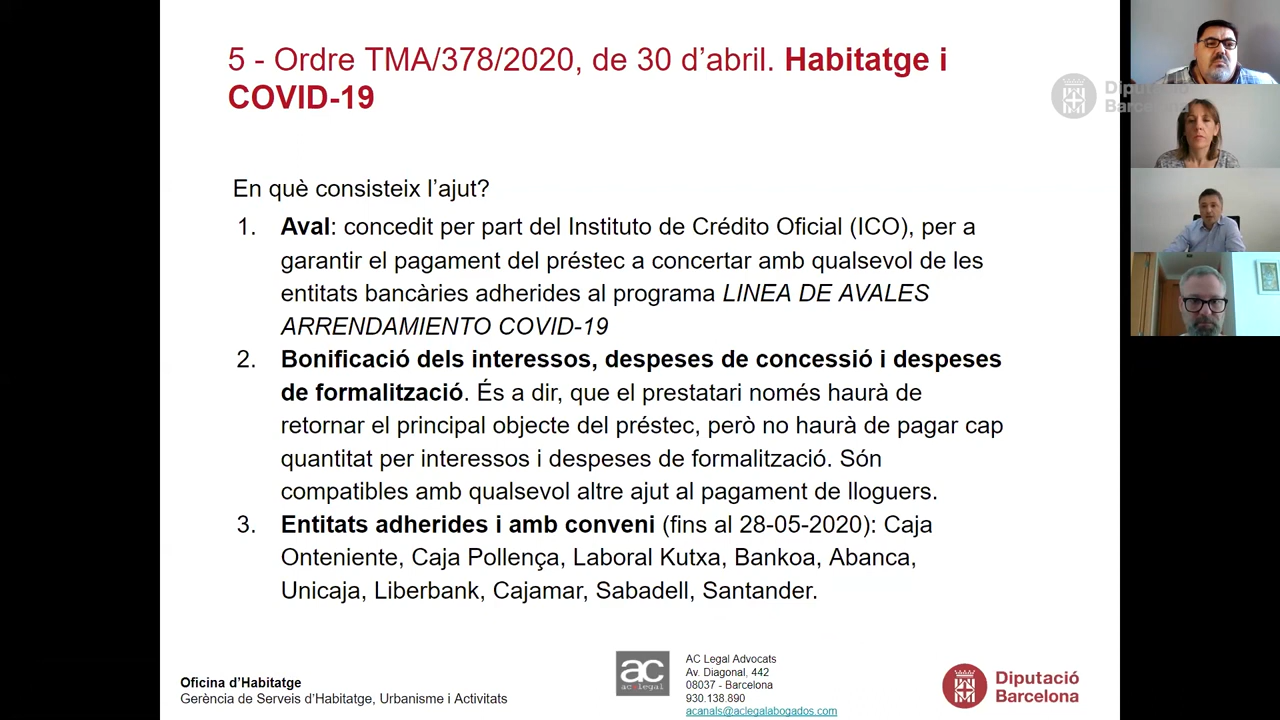 5 - Ordre TMA/378/2020, de 30 d’abril. Habitatge i
COVID-19
Diputació
Barcelona
En què consisteix l’ajut?
1. Aval: concedit per part del Instituto de Crédito Oficial (ICO), per a
garantir el pagament del préstec a concertar amb qualsevol de les
entitats bancàries adherides al programa LINEA DE AVALES
ARRENDAMIENTO COVID-19
2. Bonificació dels interessos, despeses de concessió i despeses
de formalització. És a dir, que el prestatari només haurà de
retornar el principal objecte del préstec, però no haurà de pagar cap
quantitat per interessos i despeses de formalització. Són
compatibles amb qualsevol altre ajut al pagament de lloguers.
3. Entitats adherides i amb conveni (fins al 28-05-2020): Caja
Onteniente, Caja Pollença, Laboral Kutxa, Bankoa, Abanca,
Unicaja, Liberbank, Cajamar, Sabadell, Santander.
Oficina d’Habitatge
Gerència de Serveis d’Habitatge, Urbanisme i Activitats
ac
ac legal
AC Legal Advocats
Av. Diagonal, 442
08037 - Barcelona
930.138.890
acanals@aclegalabogados.com
Diputació
Barcelona